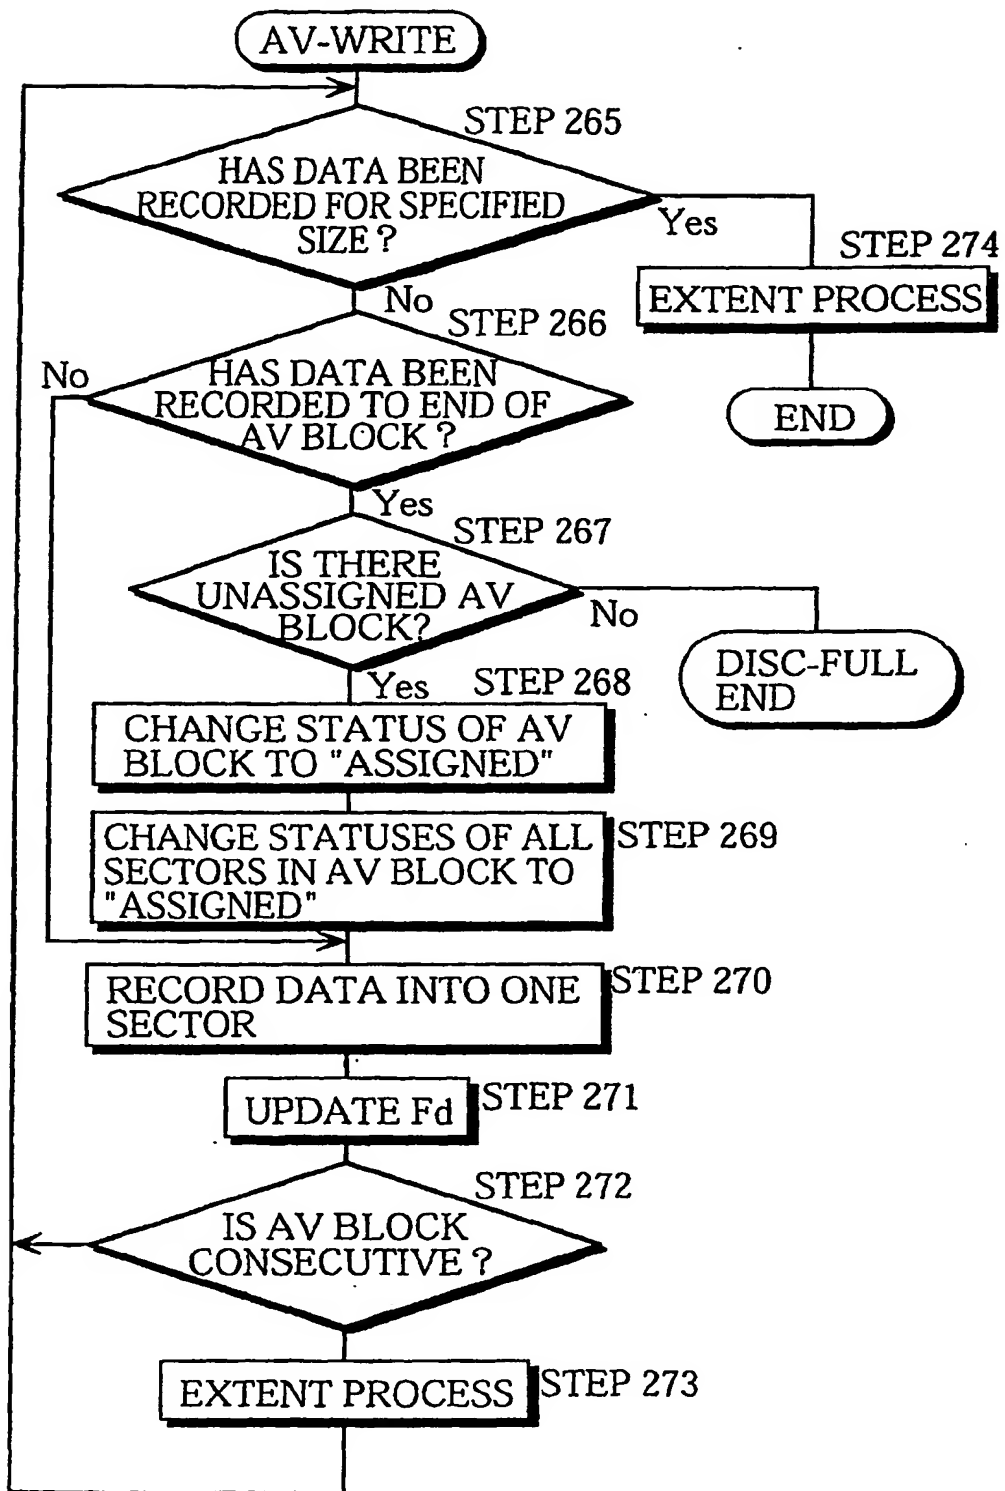 AV-WRITE
STEP 265
HAS DATA BEEN
RECORDED FOR SPECIFIED
SIZE ?
Yes
STEP 274
EXTENT PROCESS
END
No
STEP 266
No
HAS DATA BEEN
RECORDED TO END OF
AV BLOCK ?
Yes
STEP 267
IS THERE
UNASSIGNED AV
BLOCK?
No
DISC-FULL
END
Yes
STEP 268
CHANGE STATUS OF AV
BLOCK TO "ASSIGNED"
CHANGE STATUSES OF ALL
SECTORS IN AV BLOCK TO
"ASSIGNED"
STEP 269
RECORD DATA INTO ONE
SECTOR
STEP 270
UPDATE Fd
STEP 271
STEP 272
IS AV BLOCK
CONSECUTIVE ?
EXTENT PROCESS
STEP 273